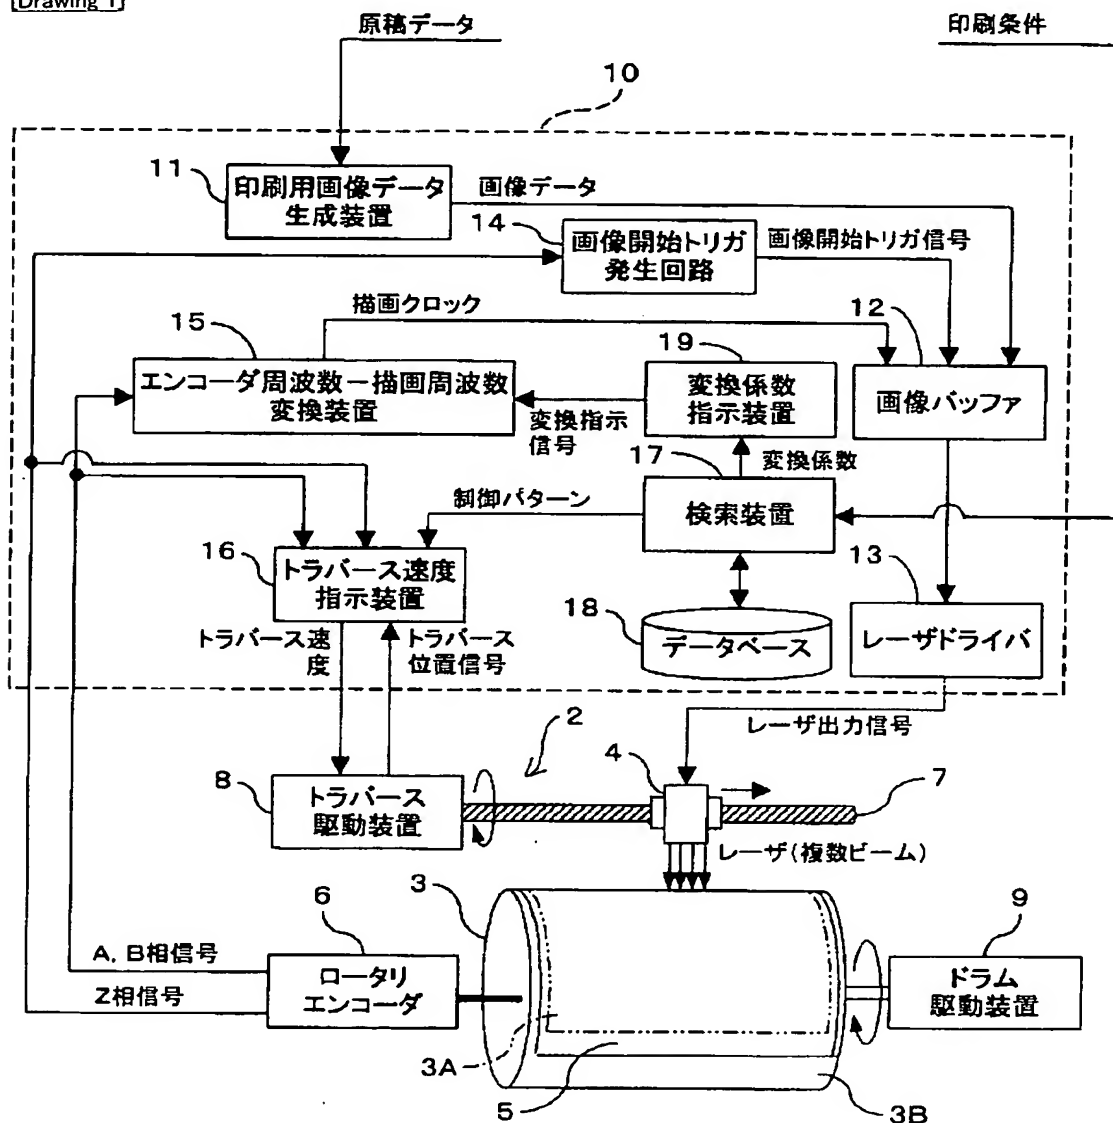 [Drawing 1]
原稿データ
印刷条件
10
11
印刷用画像データ
生成装置
画像データ
14
画像開始トリガ
発生回路
画像開始トリガ信号
描画クロック
15
エンコーダ周波数－描画周波数
変換装置
19
変換係数
指示装置
12
画像バッファ
変換指示
信号
17
変換係数
制御パターン
検索装置
16
トラバース速度
指示装置
18
データベース
13
レーザドライバ
トラバース速
度
トラバース
位置信号
レーザ出力信号
2
4
8
トラバース
駆動装置
7
レーザ(複数ビーム)
3
6
9
A, B相信号
Z相信号
ロータリ
エンコーダ
ドラム
駆動装置
3A
5
3B